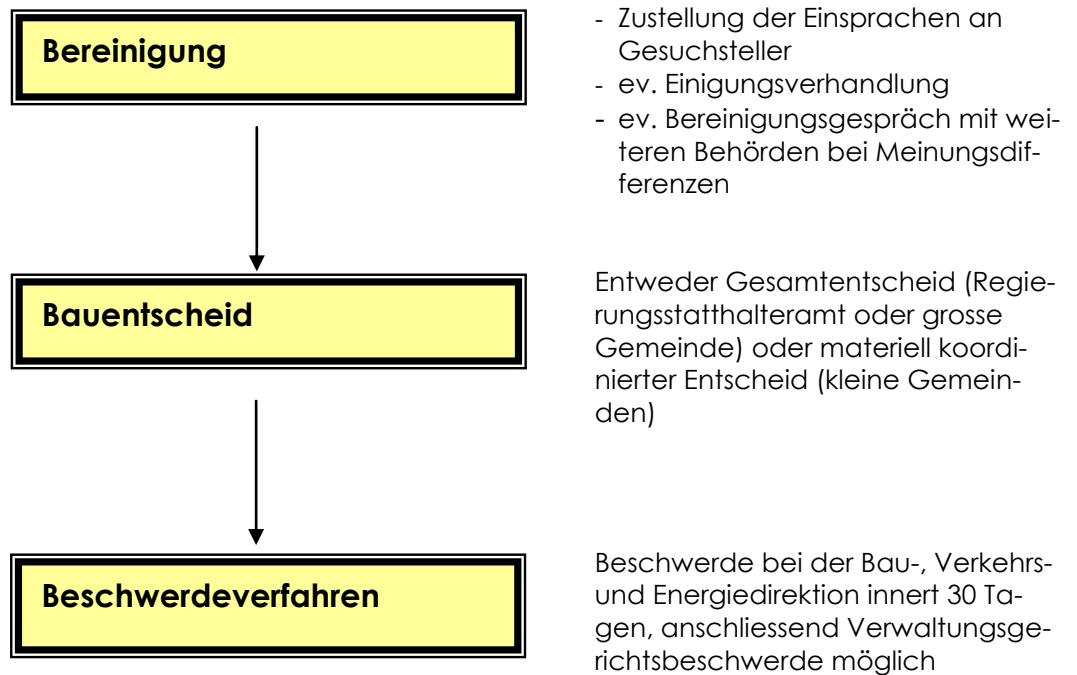 Bereinigung
- Zustellung der Einsprachen an
Gesuchsteller
- ev. Einigungsverhandlung
- ev. Bereinigungsgespräch mit wei-
teren Behörden bei Meinungsdif-
ferenzen
Bauentscheid
Entweder Gesamtentscheid (Regie-
rungsstatthalteramt oder grosse
Gemeinde) oder materiell koordi-
nierter Entscheid (kleine Gemein-
den)
Beschwerdeverfahren
Beschwerde bei der Bau-, Verkehrs-
und Energiedirektion innert 30 Ta-
gen, anschliessend Verwaltungsge-
richtsbeschwerde möglich